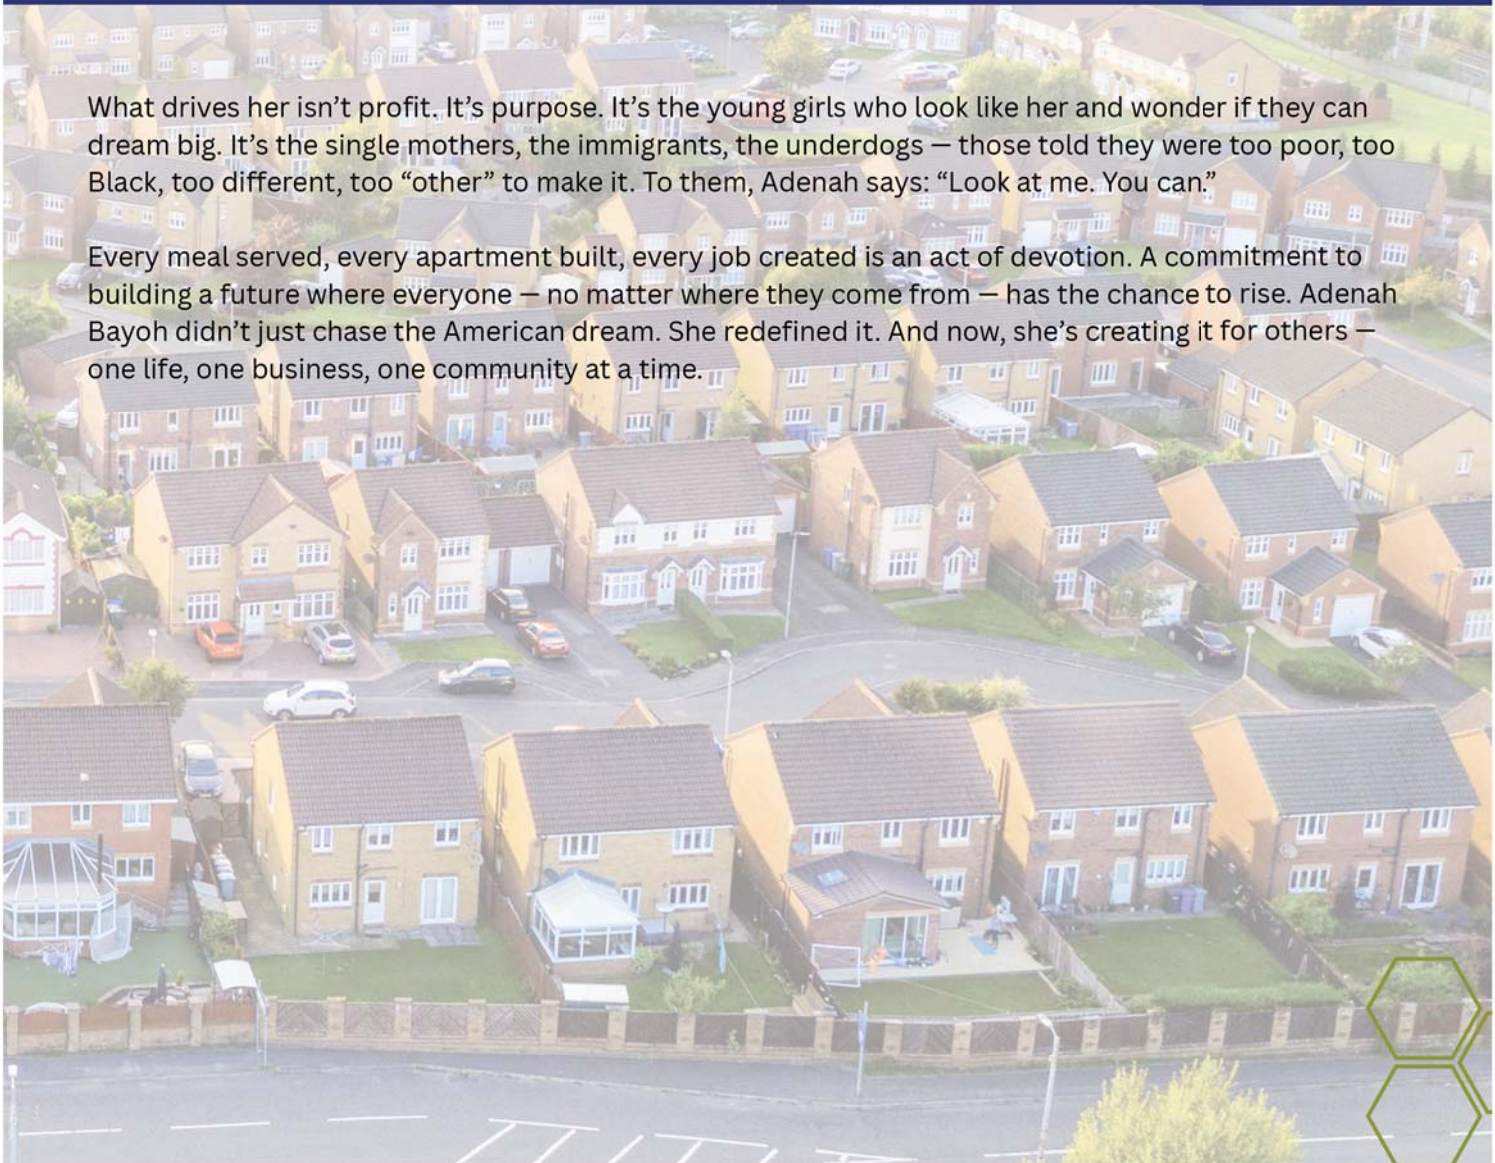 What drives her isn’t profit. It’s purpose. It’s the young girls who look like her and wonder if they can
dream big. It’s the single mothers, the immigrants, the underdogs — those told they were too poor, too
Black, too different, too “other” to make it. To them, Adenah says: “Look at me. You can.”
Every meal served, every apartment built, every job created is an act of devotion. A commitment to
building a future where everyone — no matter where they come from — has the chance to rise. Adenah
Bayoh didn’t just chase the American dream. She redefined it. And now, she’s creating it for others —
one life, one business, one community at a time.